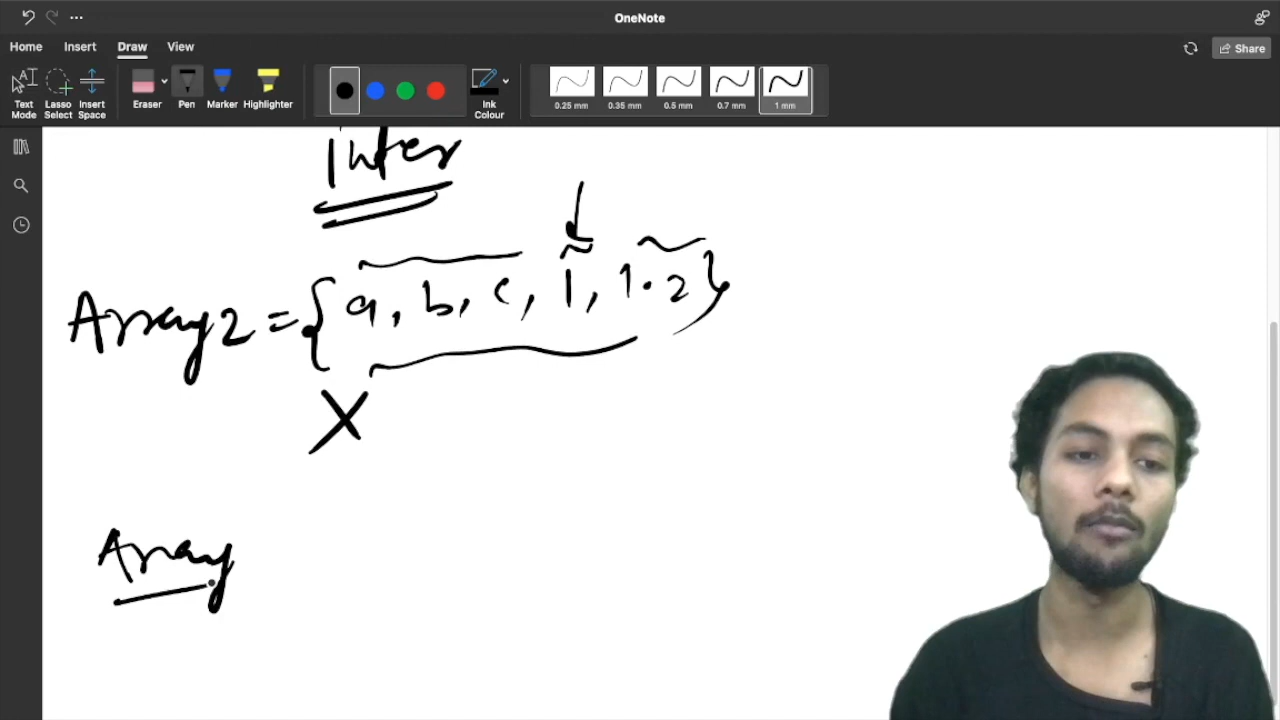 OneNote
Home Insert Draw View
Share
Text Mode
Lasso Select
Insert Space
Eraser
Pen
Marker
Highlighter
Ink Colour
0.25 mm
0.35 mm
0.5 mm
0.7 mm
1 mm
Array2 = {a, b, c, 1, 1.2}
X
Array